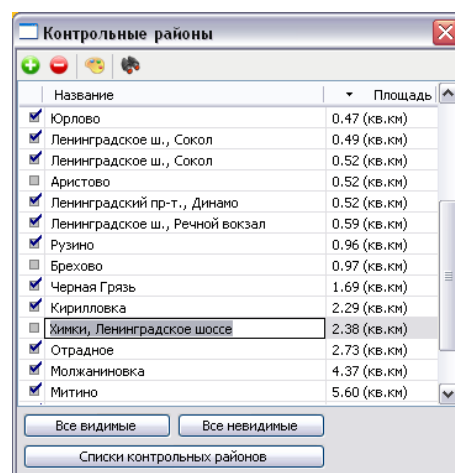 Контрольные районы
Название Площадь
Юрлово 0.47 (кв.км)
Ленинградское ш., Сокол 0.49 (кв.км)
Ленинградское ш., Сокол 0.52 (кв.км)
Аристово 0.52 (кв.км)
Ленинградский пр-т., Динамо 0.52 (кв.км)
Ленинградское ш., Речной вокзал 0.59 (кв.км)
Рузино 0.96 (кв.км)
Брехово 0.97 (кв.км)
Черная Грязь 1.69 (кв.км)
Кирилловка 2.29 (кв.км)
Химки, Ленинградское шоссе 2.38 (кв.км)
Отрадное 2.73 (кв.км)
Молжаниновка 4.37 (кв.км)
Митино 5.60 (кв.км)
Все видимые Все невидимые
Списки контрольных районов